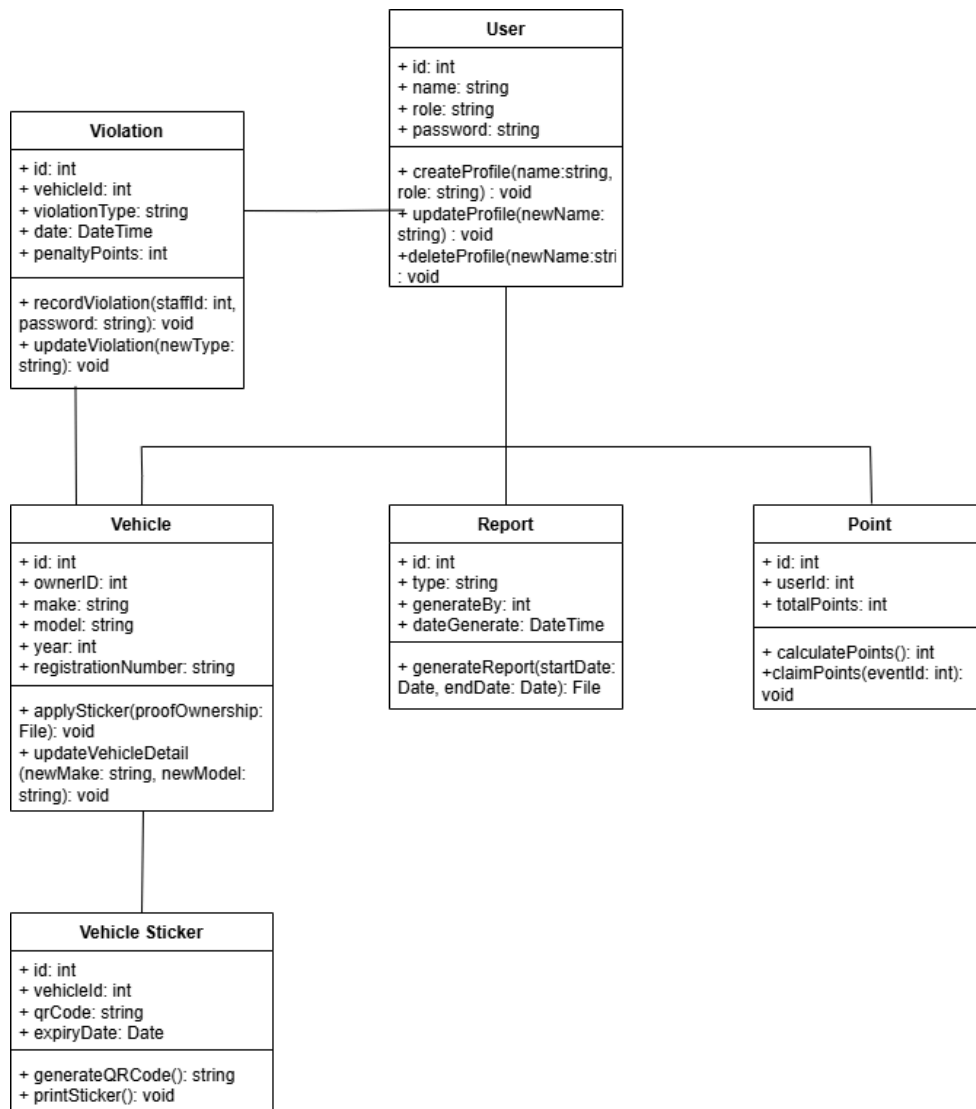 User
+ id: int
+ name: string
+ role: string
+ password: string
+ createProfile(name:string,
role: string) : void
+ updateProfile(newName:
string) : void
+deleteProfile(newName:stri
: void
Violation
+ id: int
+ vehicleId: int
+ violationType: string
+ date: DateTime
+ penaltyPoints: int
+ recordViolation(staffId: int,
password: string): void
+ updateViolation(newType:
string): void
Vehicle
+ id: int
+ ownerID: int
+ make: string
+ model: string
+ year: int
+ registrationNumber: string
+ applySticker(proofOwnership:
File): void
+ updateVehicleDetail
(newMake: string, newModel:
string): void
Report
+ id: int
+ type: string
+ generateBy: int
+ dateGenerate: DateTime
+ generateReport(startDate:
Date, endDate: Date): File
Point
+ id: int
+ userId: int
+ totalPoints: int
+ calculatePoints(): int
+claimPoints(eventId: int):
void
Vehicle Sticker
+ id: int
+ vehicleId: int
+ qrCode: string
+ expiryDate: Date
+ generateQRCode(): string
+ printSticker(): void